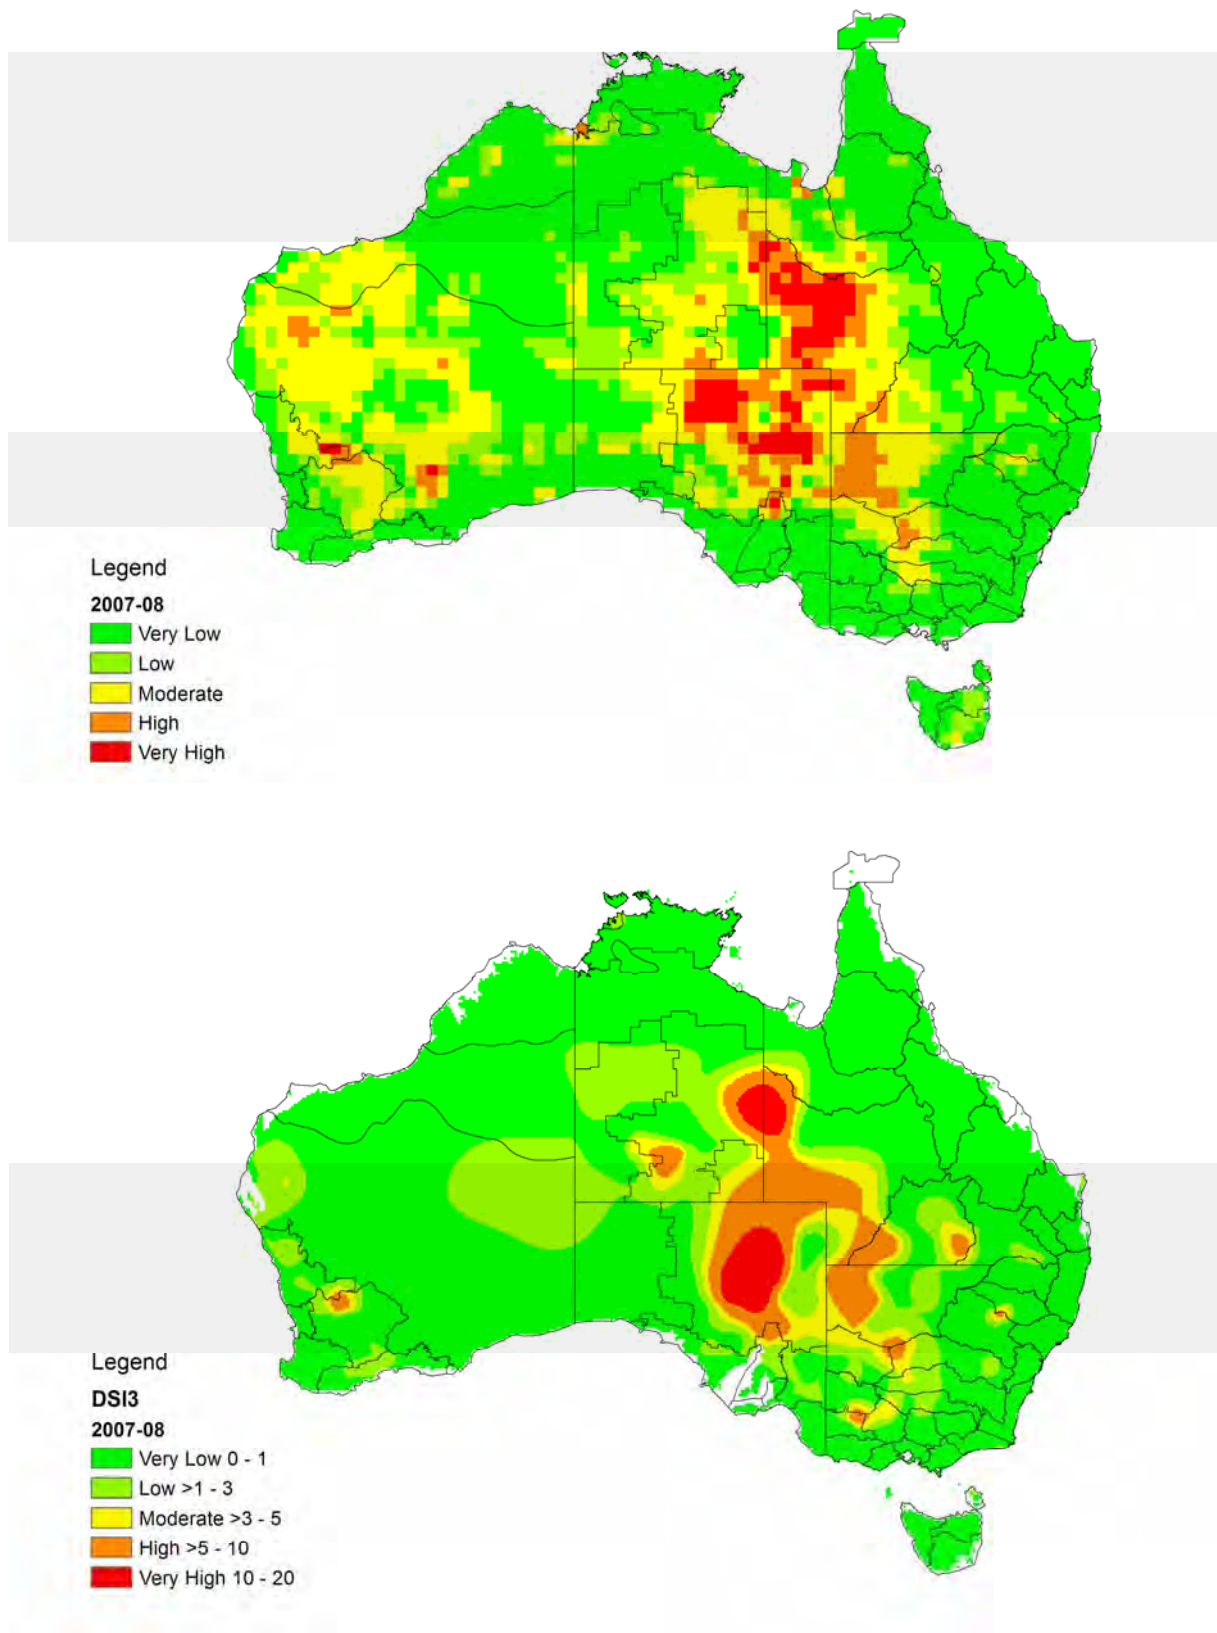 Legend
2007-08
Very Low
Low
Moderate
High
Very High
Legend
DSI3
2007-08
Very Low 0 - 1
Low >1 - 3
Moderate >3 - 5
High >5 - 10
Very High 10 - 20